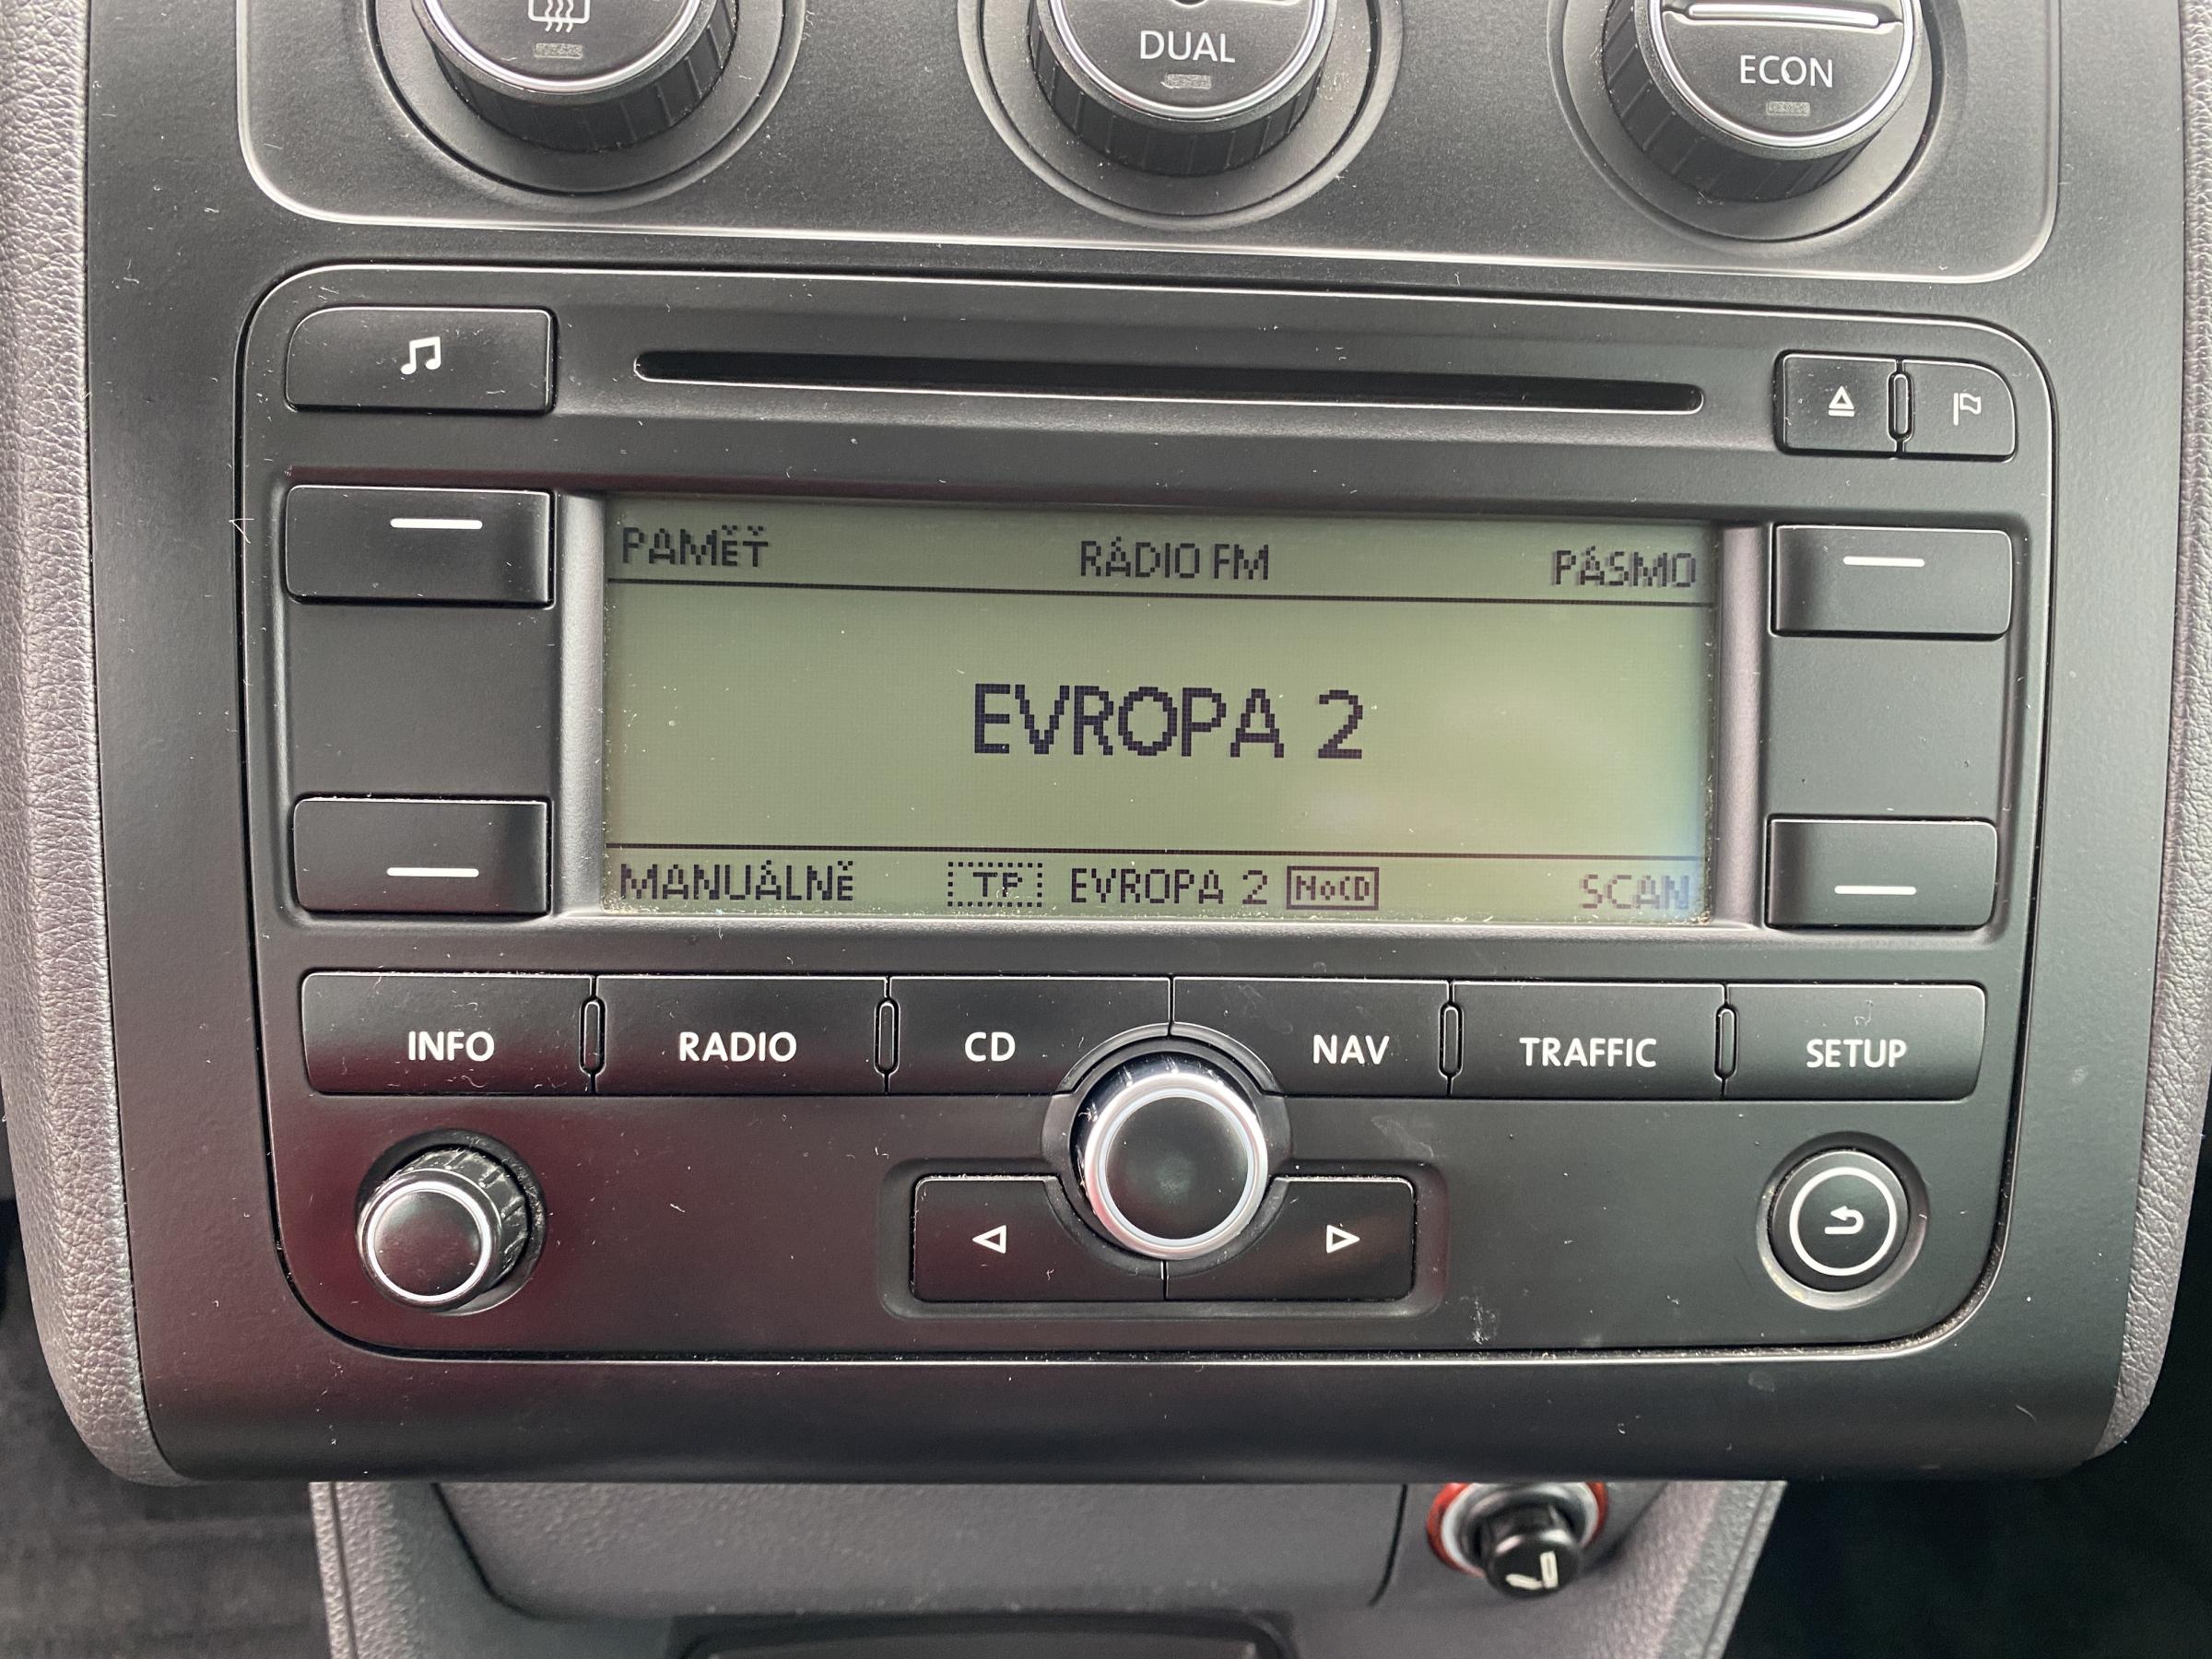 DUAL
ECON
PAMĚŤ RÁDIO FM PÁSMO
EVROPA 2
MANUÁLNĚ TP EVROPA 2 NoCD SCAN
INFO RADIO CD NAV TRAFFIC SETUP